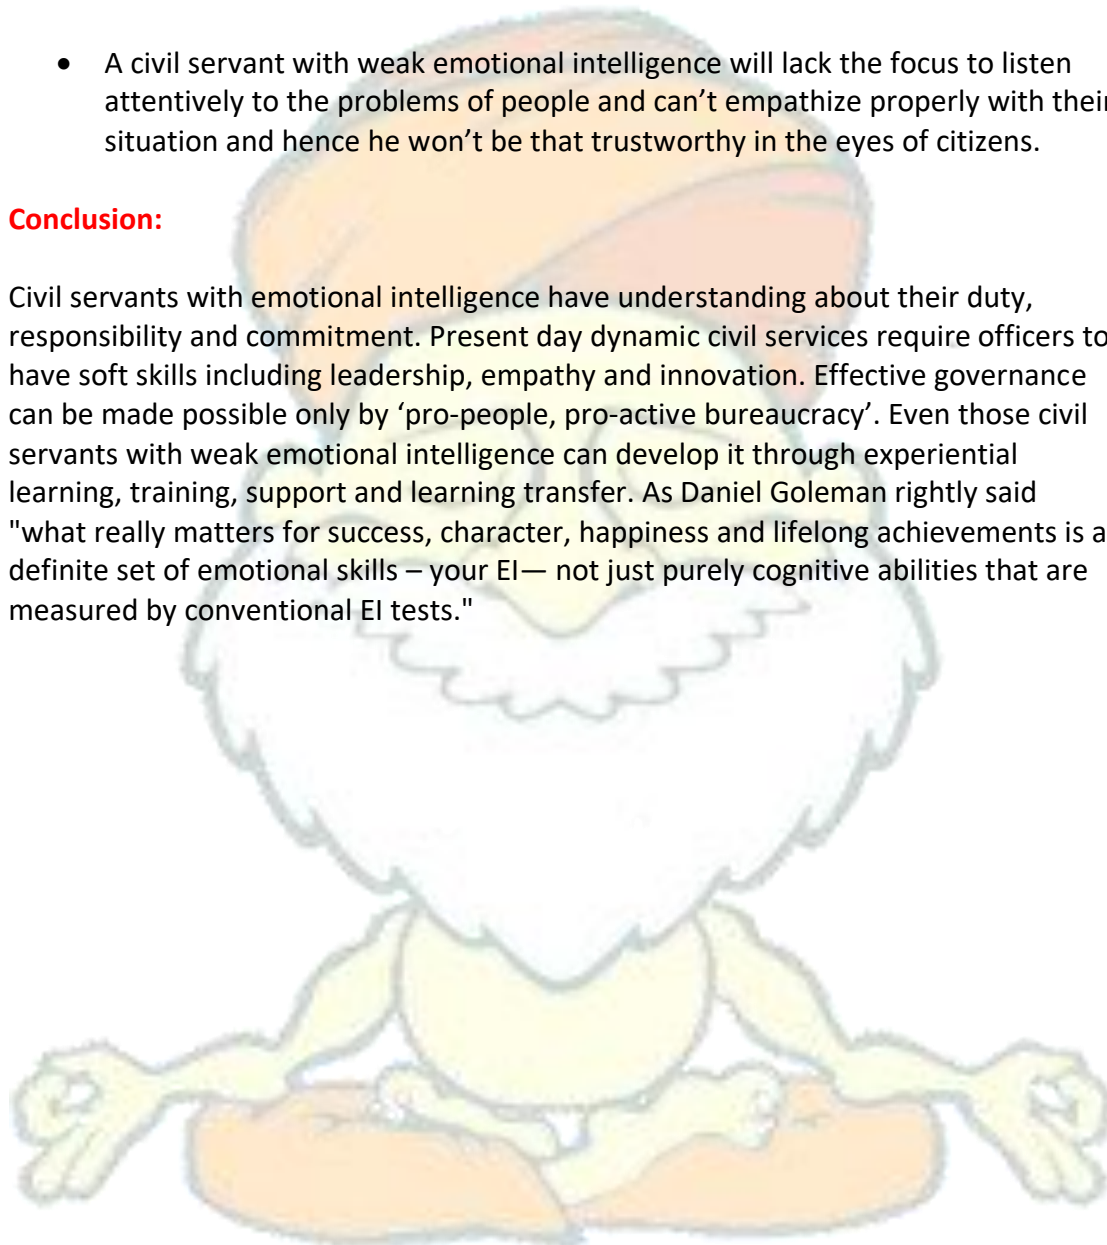 • A civil servant with weak emotional intelligence will lack the focus to listen
attentively to the problems of people and can’t empathize properly with their
situation and hence he won’t be that trustworthy in the eyes of citizens.
Conclusion:
Civil servants with emotional intelligence have understanding about their duty,
responsibility and commitment. Present day dynamic civil services require officers to
have soft skills including leadership, empathy and innovation. Effective governance
can be made possible only by ‘pro-people, pro-active bureaucracy’. Even those civil
servants with weak emotional intelligence can develop it through experiential
learning, training, support and learning transfer. As Daniel Goleman rightly said
"what really matters for success, character, happiness and lifelong achievements is a
definite set of emotional skills – your EI— not just purely cognitive abilities that are
measured by conventional EI tests."